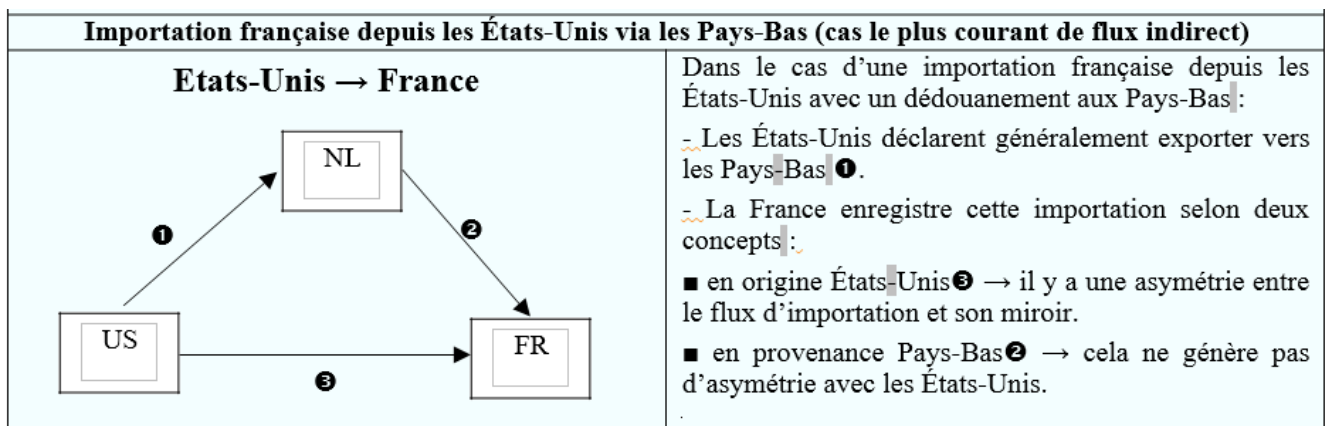 Importation française depuis les États-Unis via les Pays-Bas (cas le plus courant de flux indirect)
Etats-Unis → France
NL
❶
❷
US
FR
❸
Dans le cas d’une importation française depuis les
États-Unis avec un dédouanement aux Pays-Bas :
- Les États-Unis déclarent généralement exporter vers
les Pays-Bas ❶.
- La France enregistre cette importation selon deux
concepts :
■ en origine États-Unis❸ → il y a une asymétrie entre
le flux d’importation et son miroir.
■ en provenance Pays-Bas❷ → cela ne génère pas
d’asymétrie avec les États-Unis.
.